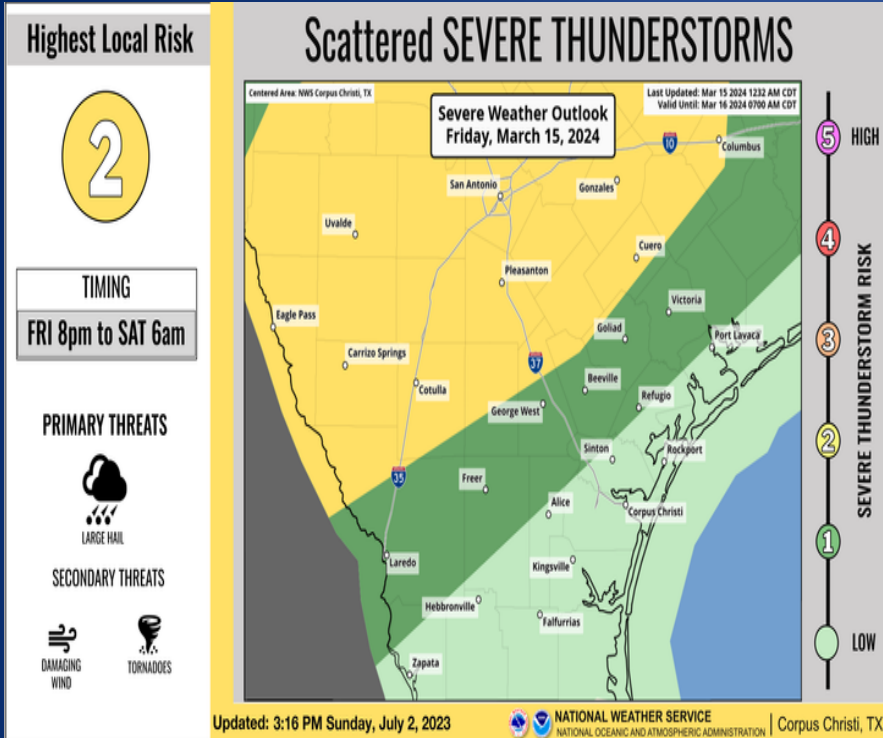 Highest Local Risk
2
TIMING
FRI 8pm to SAT 6am
PRIMARY THREATS
LARGE HAIL
SECONDARY THREATS
DAMAGING
WIND
TORNADOES
Scattered SEVERE THUNDERSTORMS
Centered Area: NWS Corpus Christi, TX
Severe Weather Outlook
Friday, March 15, 2024
Last Updated: Mar 15 2024 1232 AM CDT
Valid Until: Mar 16 2024 0700 AM CDT
10
Columbus
San Antonio
Gonzales
Uvalde
Cuero
Pleasanton
Victoria
Eagle Pass
Goliad
Port Lavaca
Carrizo Springs
37
Cotulla
Beeville
Refugio
George West
Sinton
Rockport
35
Freer
Alice
Corpus Christi
Laredo
Kingsville
Hebbronville
Falfurrias
Zapata
5
HIGH
4
3
2
1
LOW
SEVERE THUNDERSTORM RISK
Updated: 3:16 PM Sunday, July 2, 2023
NATIONAL WEATHER SERVICE
NATIONAL OCEANIC AND ATMOSPHERIC ADMINISTRATION
Corpus Christi, TX